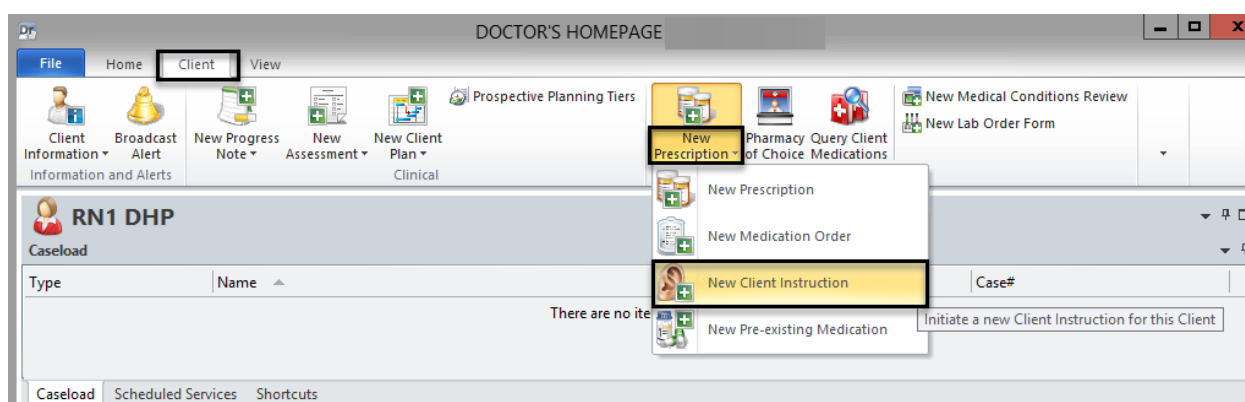 Dr
DOCTOR'S HOMEPAGE
File Home Client View
Client Information
Broadcast Alert
New Progress Note
New Assessment
New Client Plan
Prospective Planning Tiers
New Prescription
Pharmacy of Choice
Query Client Medications
New Medical Conditions Review
New Lab Order Form
Information and Alerts
Clinical
New Prescription
New Medication Order
New Client Instruction
New Pre-existing Medication
Initiate a new Client Instruction for this Client
RN1 DHP
Caseload
Type Name Case#
There are no ite
Caseload Scheduled Services Shortcuts